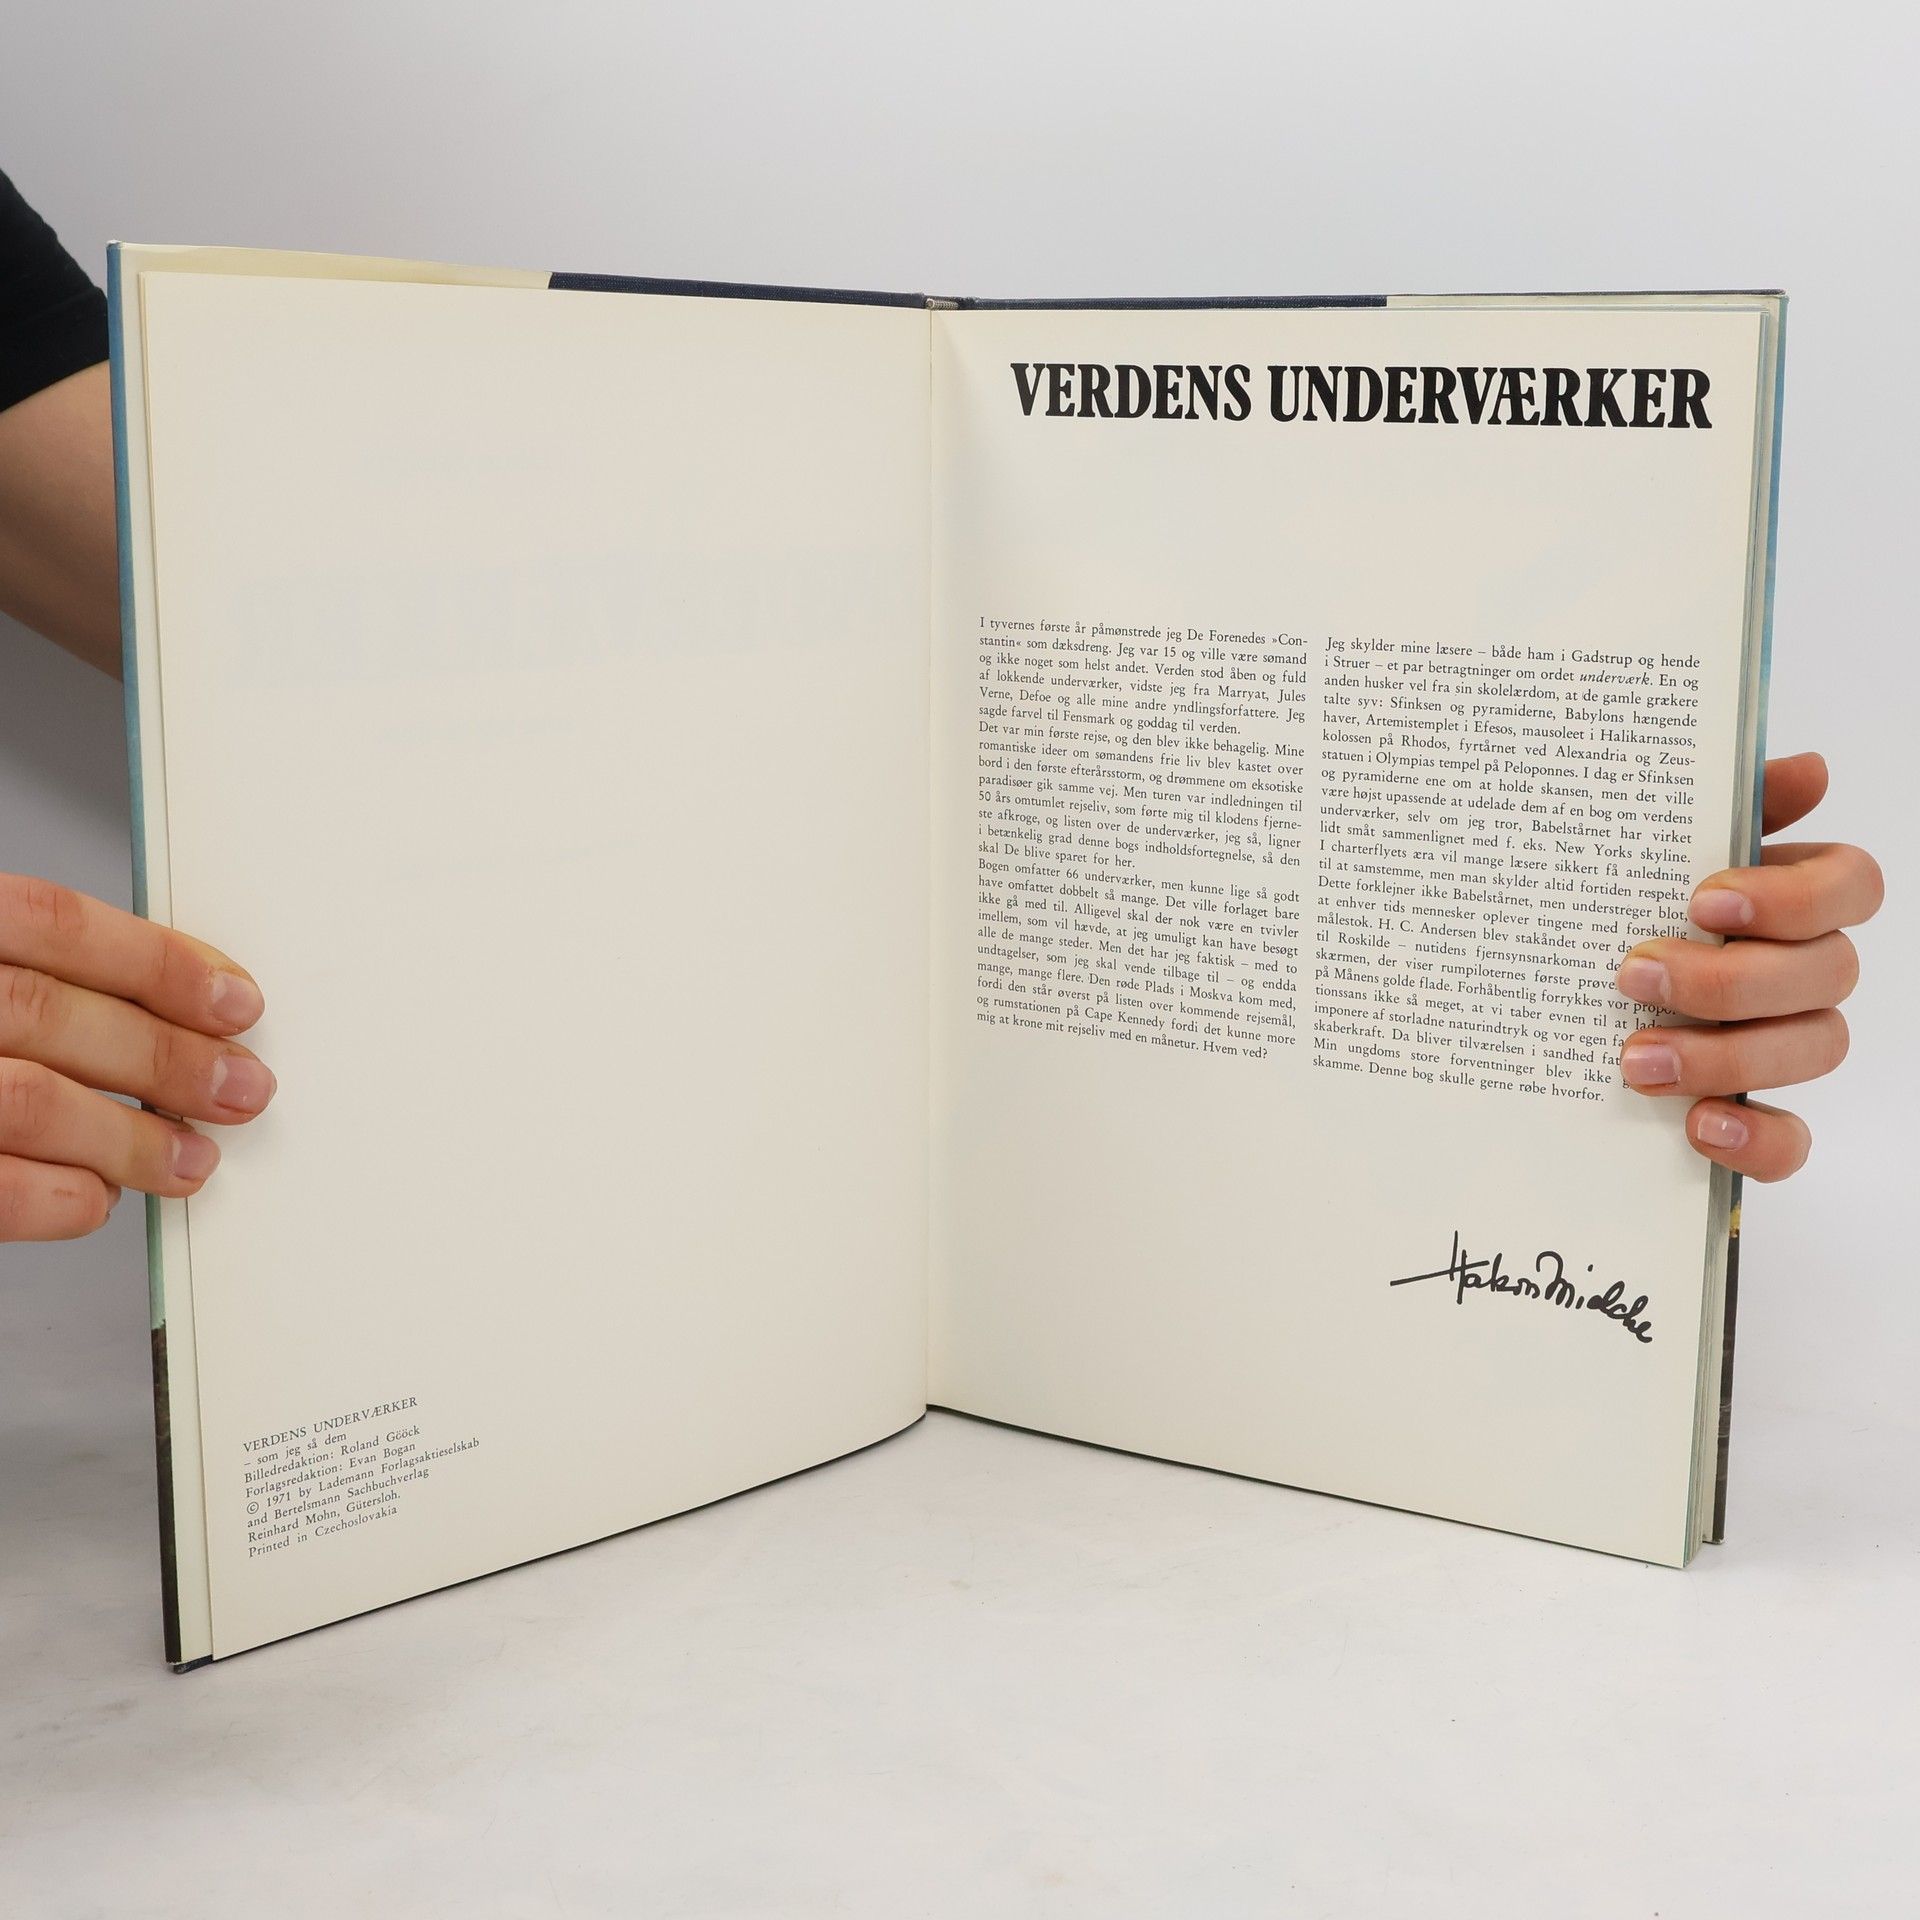 VERDENS UNDERVÆRKER
– som jeg så dem
Billedredaktion: Roland Gööck
Forlagsredaktion: Evan Bogan
© 1971 by Lademann Forlagsaktieselskab
and Bertelsmann Sachbuchverlag
Reinhard Mohn, Gütersloh.
Printed in Czechoslovakia
VERDENS UNDERVÆRKER
I tyvernes første år påmønstrede jeg De Forenedes »Con-
stantin« som dæksdreng. Jeg var 15 og ville være sømand
og ikke noget som helst andet. Verden stod åben og fuld
af lokkende underværker, vidste jeg fra Marryat, Jules
Verne, Defoe og alle mine andre yndlingsforfattere. Jeg
sagde farvel til Fensmark og goddag til verden.
Det var min første rejse, og den blev ikke behagelig. Mine
romantiske ideer om sømandens frie liv blev kastet over
bord i den første efterårsstorm, og drømmene om eksotiske
paradisøer gik samme vej. Men turen var indledningen til
50 års omtumlet rejseliv, som førte mig til klodens fjerne-
ste afkroge, og listen over de underværker, jeg så, ligner
i betænkelig grad denne bogs indholdsfortegnelse, så den
skal De blive sparet for her.
Bogen omfatter 66 underværker, men kunne lige så godt
have omfattet dobbelt så mange. Det ville forlaget bare
ikke gå med til. Alligevel skal der nok være en tvivler
imellem, som vil hævde, at jeg umuligt kan have besøgt
alle de mange steder. Men det har jeg faktisk – med to
undtagelser, som jeg skal vende tilbage til – og endda
mange, mange flere. Den røde Plads i Moskva kom med,
fordi den står øverst på listen over kommende rejsemål,
og rumstationen på Cape Kennedy fordi det kunne more
mig at krone mit rejseliv med en månetur. Hvem ved?
Jeg skylder mine læsere – både ham i Gadstrup og hende
i Struer – et par betragtninger om ordet underværk. En og
anden husker vel fra sin skolelærdom, at de gamle grækere
talte syv: Sfinksen og pyramiderne, Babylons hængende
haver, Artemistemplet i Efesos, mausoleet i Halikarnassos,
kolossen på Rhodos, fyrtårnet ved Alexandria og Zeus-
statuen i Olympias tempel på Peloponnes. I dag er Sfinksen
og pyramiderne ene om at holde skansen, men det ville
være højst upassende at udelade dem af en bog om verdens
underværker, selv om jeg tror, Babelstårnet har virket
lidt småt sammenlignet med f. eks. New Yorks skyline.
I charterflyets æra vil mange læsere sikkert få anledning
til at samstemme, men man skylder altid fortiden respekt.
Dette forklejner ikke Babelstårnet, men understreger blot,
at enhver tids mennesker oplever tingene med forskellig
målestok. H. C. Andersen blev stakåndet over
til Roskilde – nutidens fjernsynsnarkoman
skærmen, der viser rumpiloternes første
på Månens golde flade. Forhåbentlig forrykkes vor propor-
tionssans ikke så meget, at vi taber evnen til at
imponere af storladne naturindtryk og vor egen
skaberkraft. Da bliver tilværelsen i sandhed
Min ungdoms store forventninger blev ikke
skamme. Denne bog skulle gerne røbe hvorfor.
Hakon Mielche